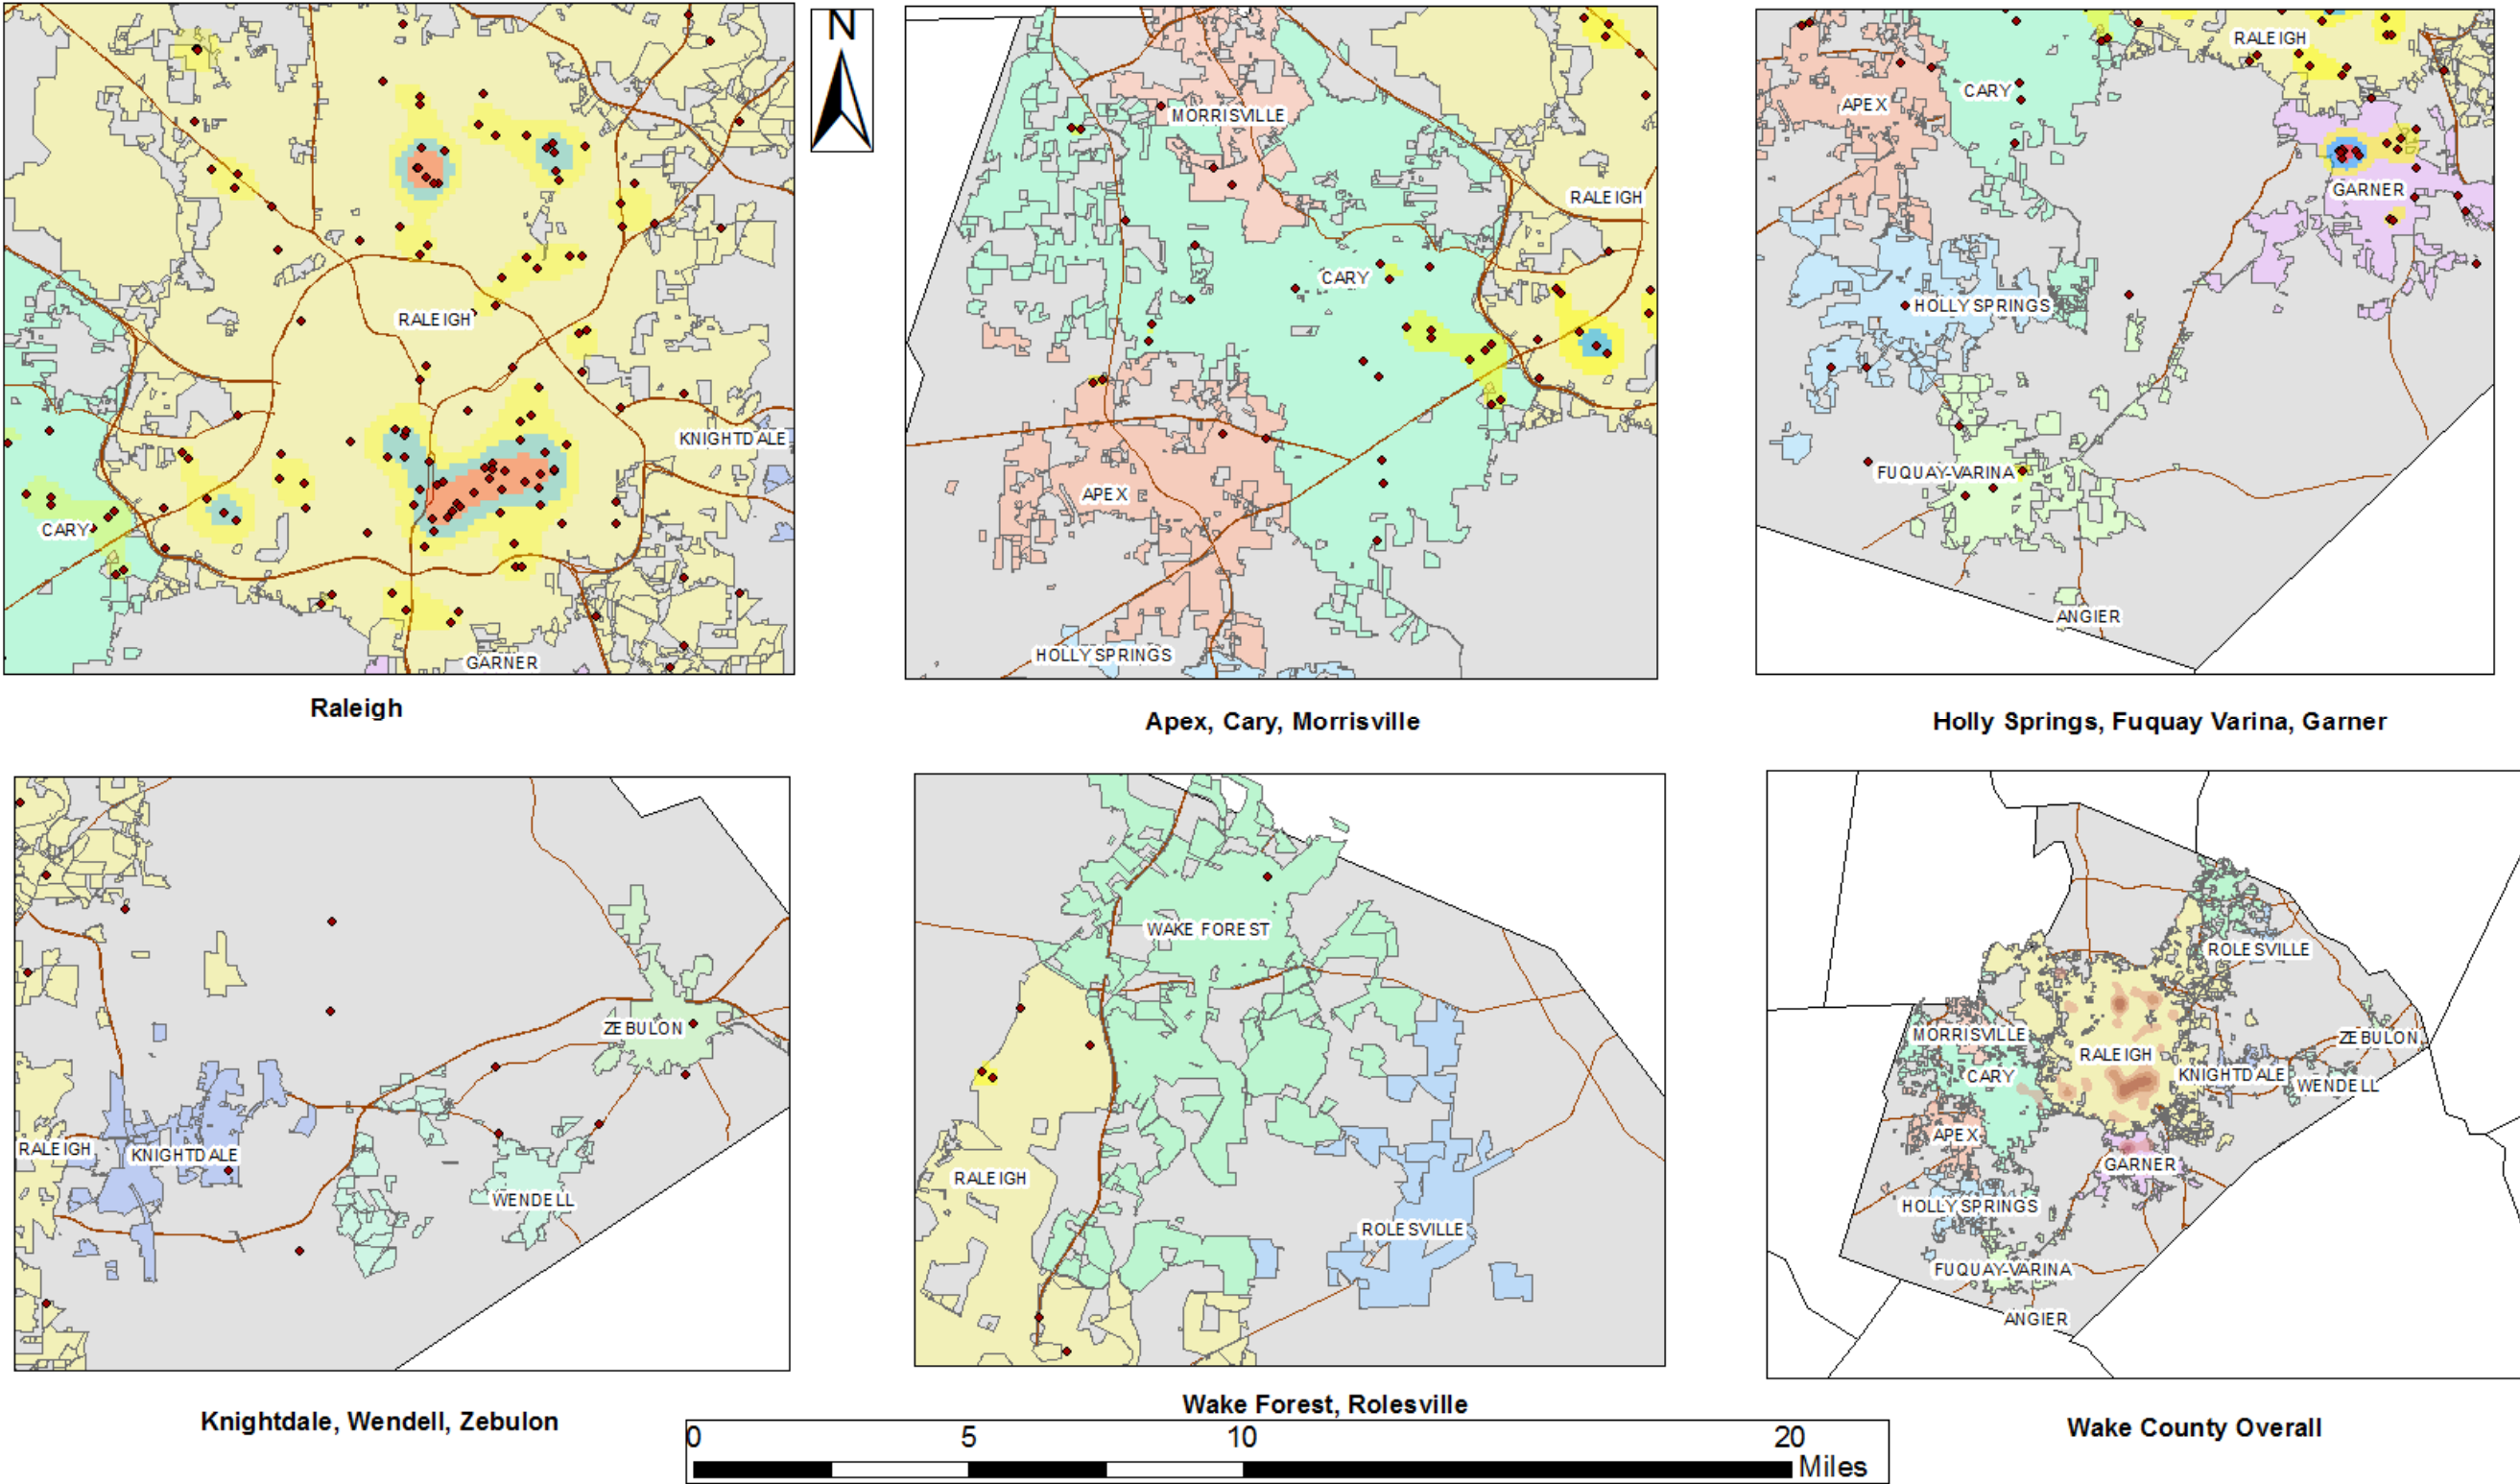 N
RALEIGH
KNIGHTDALE
CARY
GARNER
Raleigh
MORRISVILLE
RALEIGH
CARY
APEX
HOLLY SPRINGS
Apex, Cary, Morrisville
RALEIGH
CARY
APEX
GARNER
HOLLY SPRINGS
FUQUAY-VARINA
ANGIER
Holly Springs, Fuquay Varina, Garner
ZEBULON
RALEIGH
KNIGHTDALE
WENDELL
Knightdale, Wendell, Zebulon
WAKE FOREST
RALEIGH
ROLESVILLE
Wake Forest, Rolesville
ROLESVILLE
MORRISVILLE
ZEBULON
RALEIGH
CARY
KNIGHTDALE
WENDELL
APEX
GARNER
HOLLY SPRINGS
FUQUAY-VARINA
ANGIER
Wake County Overall
0 5 10 20
Miles